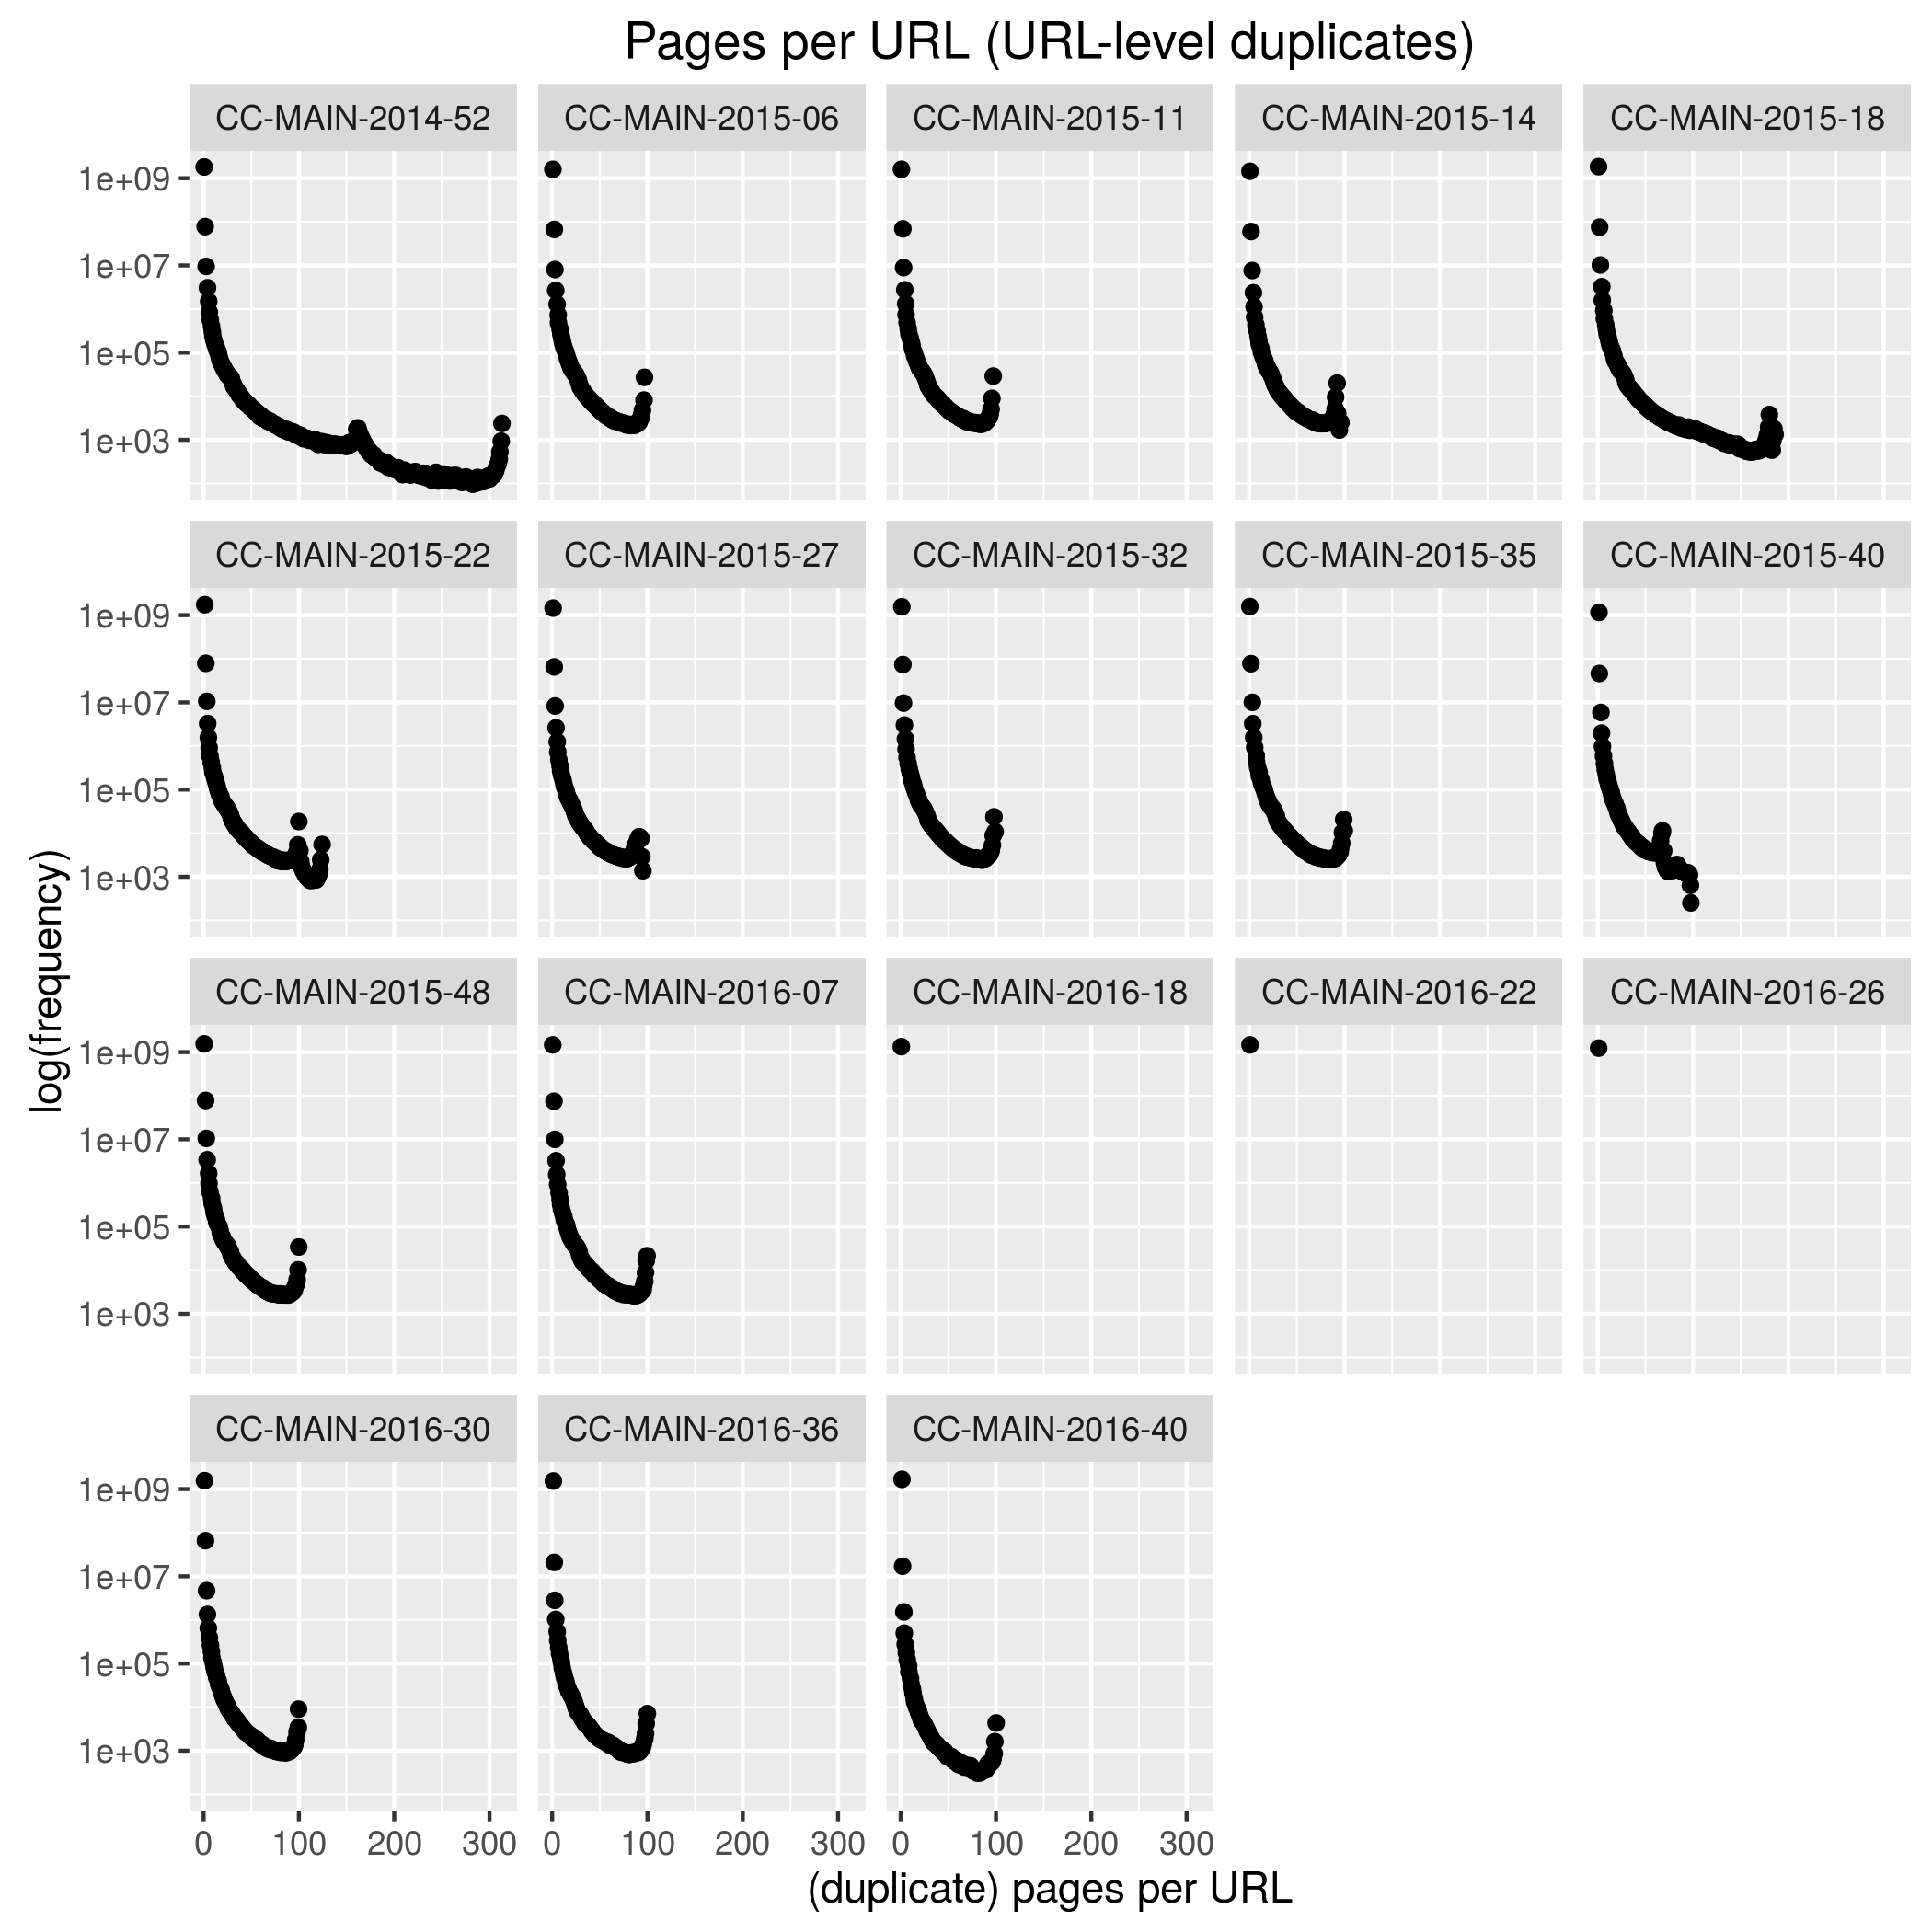 Pages per URL (URL-level duplicates)
CC-MAIN-2014-52 CC-MAIN-2015-06 CC-MAIN-2015-11 CC-MAIN-2015-14 CC-MAIN-2015-18
1e+09
1e+07
1e+05
1e+03
CC-MAIN-2015-22 CC-MAIN-2015-27 CC-MAIN-2015-32 CC-MAIN-2015-35 CC-MAIN-2015-40
1e+09
1e+07
1e+05
1e+03
log(frequency)
CC-MAIN-2015-48 CC-MAIN-2016-07 CC-MAIN-2016-18 CC-MAIN-2016-22 CC-MAIN-2016-26
1e+09
1e+07
1e+05
1e+03
CC-MAIN-2016-30 CC-MAIN-2016-36 CC-MAIN-2016-40
1e+09
1e+07
1e+05
1e+03
0 100 200 300 0 100 200 300 0 100 200 300
(duplicate) pages per URL